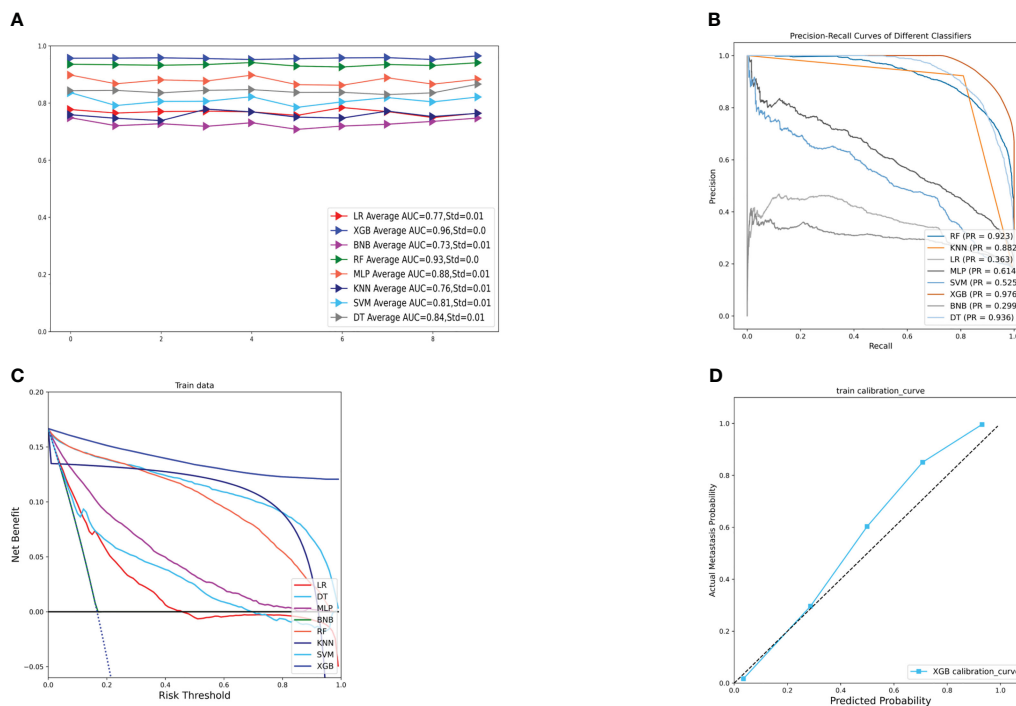 A
1.0
0.8
0.6
0.4
0.2
0.0
0
2
4
6
8
LR Average AUC=0.77,Std=0.01
XGB Average AUC=0.96,Std=0.0
BNB Average AUC=0.73,Std=0.01
RF Average AUC=0.93,Std=0.0
MLP Average AUC=0.88,Std=0.01
KNN Average AUC=0.76,Std=0.01
SVM Average AUC=0.81,Std=0.01
DT Average AUC=0.84,Std=0.01
B
Precision-Recall Curves of Different Classifiers
Precision
1.0
0.8
0.6
0.4
0.2
0.0
0.0
0.2
0.4
0.6
0.8
1.0
Recall
RF (PR = 0.923)
KNN (PR = 0.882
LR (PR = 0.363)
MLP (PR = 0.614
SVM (PR = 0.525
XGB (PR = 0.976
BNB (PR = 0.299
DT (PR = 0.936)
C
Train data
Net Benefit
0.20
0.15
0.10
0.05
0.00
−0.05
0.0
0.2
0.4
0.6
0.8
1.0
Risk Threshold
LR
DT
MLP
BNB
RF
KNN
SVM
XGB
D
train calibration_curve
Actual Metastasis Probability
1.0
0.8
0.6
0.4
0.2
0.0
0.0
0.2
0.4
0.6
0.8
1.0
Predicted Probability
XGB calibration_curve